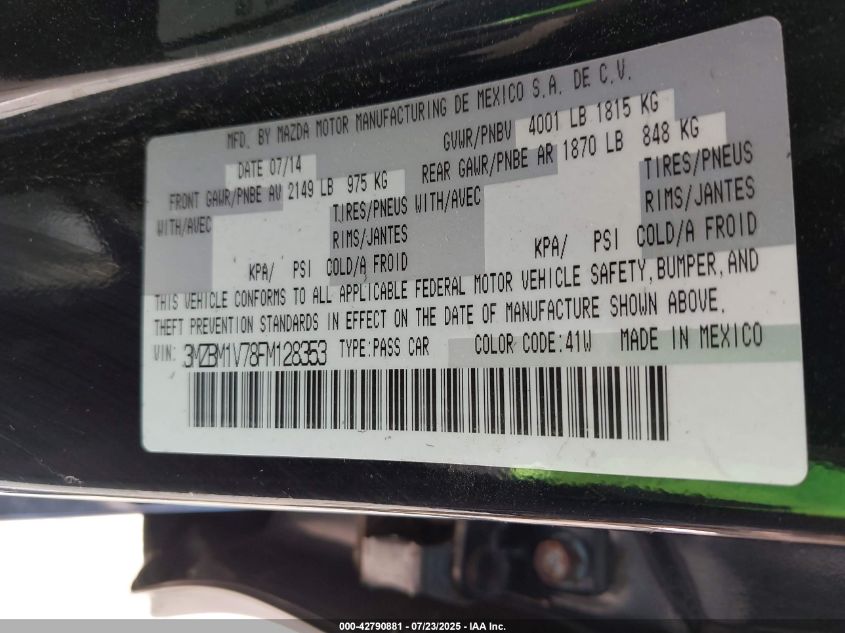 MFD. BY MAZDA MOTOR MANUFACTURING DE MEXICO S.A. DE C.V.
DATE 07/14 GVWR/PNBV 4001 LB 1815 KG
FRONT GAWR/PNBE AV 2149 LB 975 KG REAR GAWR/PNBE AR 1870 LB 848 KG
WITH/AVEC TIRES/PNEUS WITH/AVEC TIRES/PNEUS
RIMS/JANTES RIMS/JANTES
KPA/ PSI COLD/A FROID KPA/ PSI COLD/A FROID
THIS VEHICLE CONFORMS TO ALL APPLICABLE FEDERAL MOTOR VEHICLE SAFETY, BUMPER, AND
THEFT PREVENTION STANDARDS IN EFFECT ON THE DATE OF MANUFACTURE SHOWN ABOVE.
VIN: 3MZBM1V78FM128353 TYPE:PASS CAR COLOR CODE:41W MADE IN MEXICO
000-42790881 - 07/23/2025 - IAA Inc.